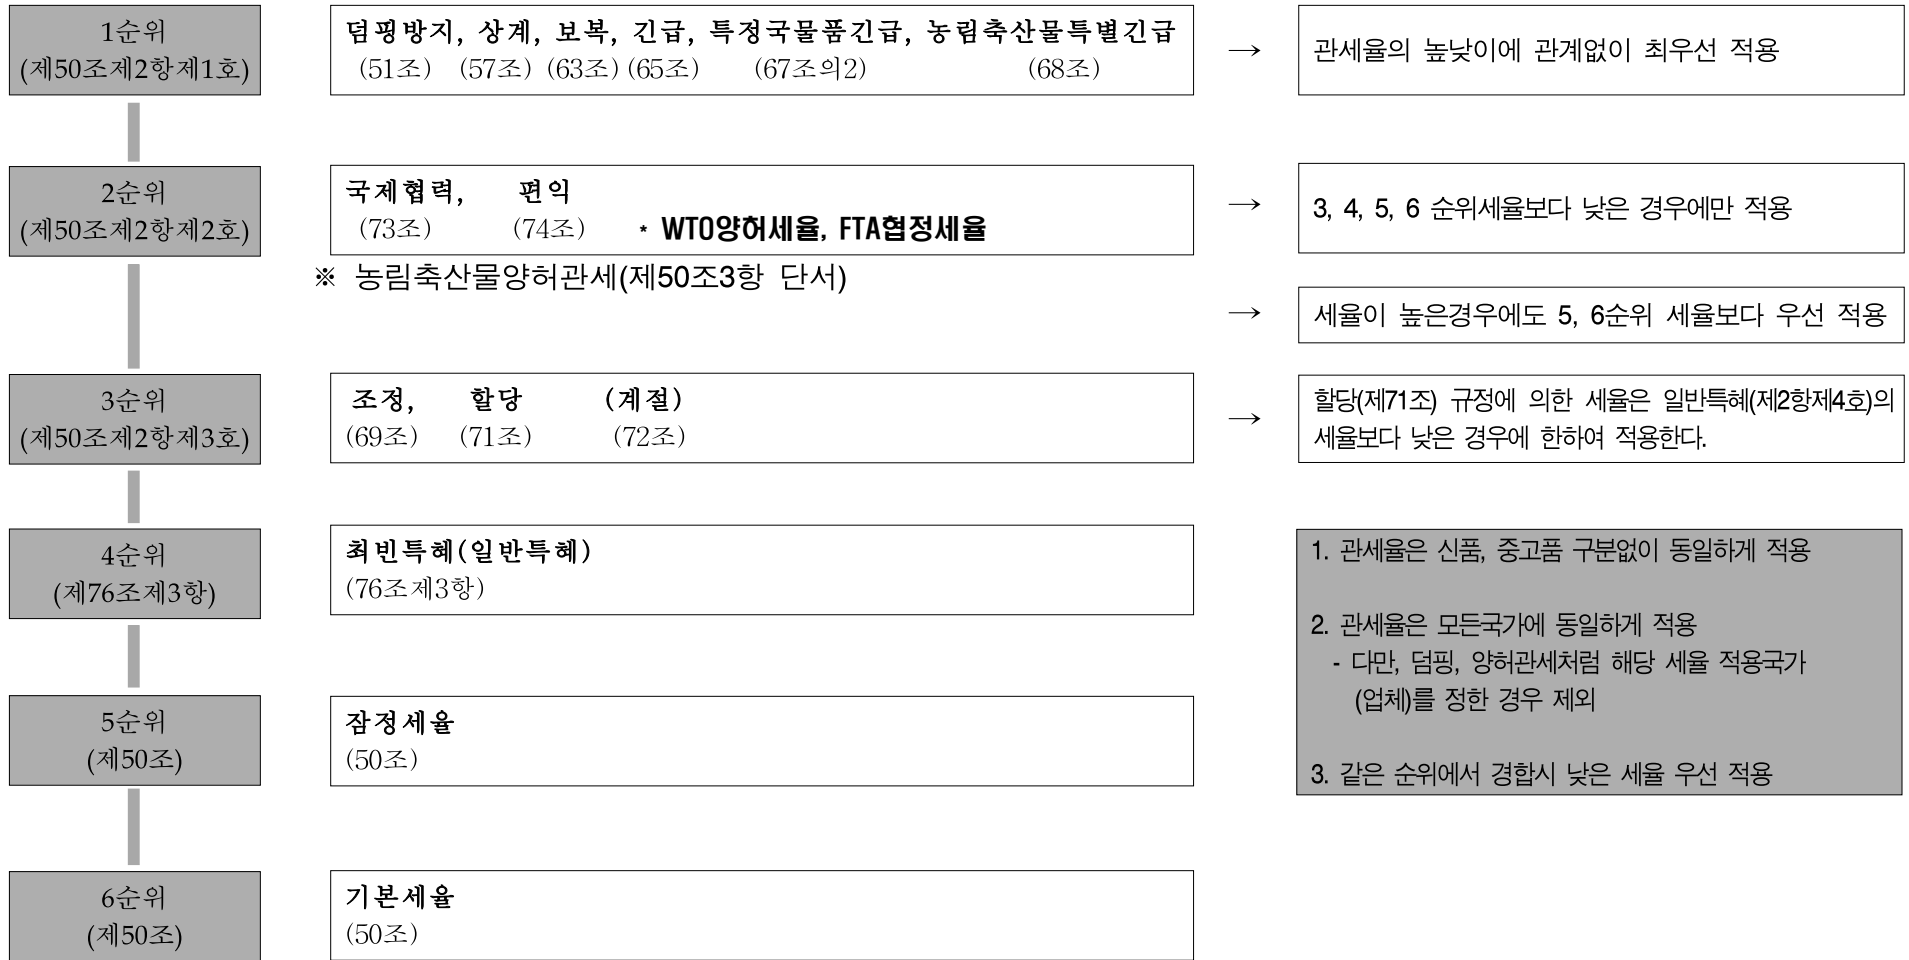 1순위
(제50조제2항제1호)
덤핑방지, 상계, 보복, 긴급, 특정국물품긴급, 농림축산물특별긴급
(51조) (57조) (63조) (65조) (67조의2) (68조)
→
관세율의 높낮이에 관계없이 최우선 적용
2순위
(제50조제2항제2호)
국제협력, 편익
(73조) (74조) * WTO양허세율, FTA협정세율
→
3, 4, 5, 6 순위세율보다 낮은 경우에만 적용
※ 농림축산물양허관세(제50조3항 단서)
→
세율이 높은경우에도 5, 6순위 세율보다 우선 적용
3순위
(제50조제2항제3호)
조정, 할당 (계절)
(69조) (71조) (72조)
→
할당(제71조) 규정에 의한 세율은 일반특혜(제2항제4호)의
세율보다 낮은 경우에 한하여 적용한다.
4순위
(제76조제3항)
최빈특혜(일반특혜)
(76조제3항)
1. 관세율은 신품, 중고품 구분없이 동일하게 적용
2. 관세율은 모든국가에 동일하게 적용
- 다만, 덤핑, 양허관세처럼 해당 세율 적용국가
(업체)를 정한 경우 제외
3. 같은 순위에서 경합시 낮은 세율 우선 적용
5순위
(제50조)
잠정세율
(50조)
6순위
(제50조)
기본세율
(50조)